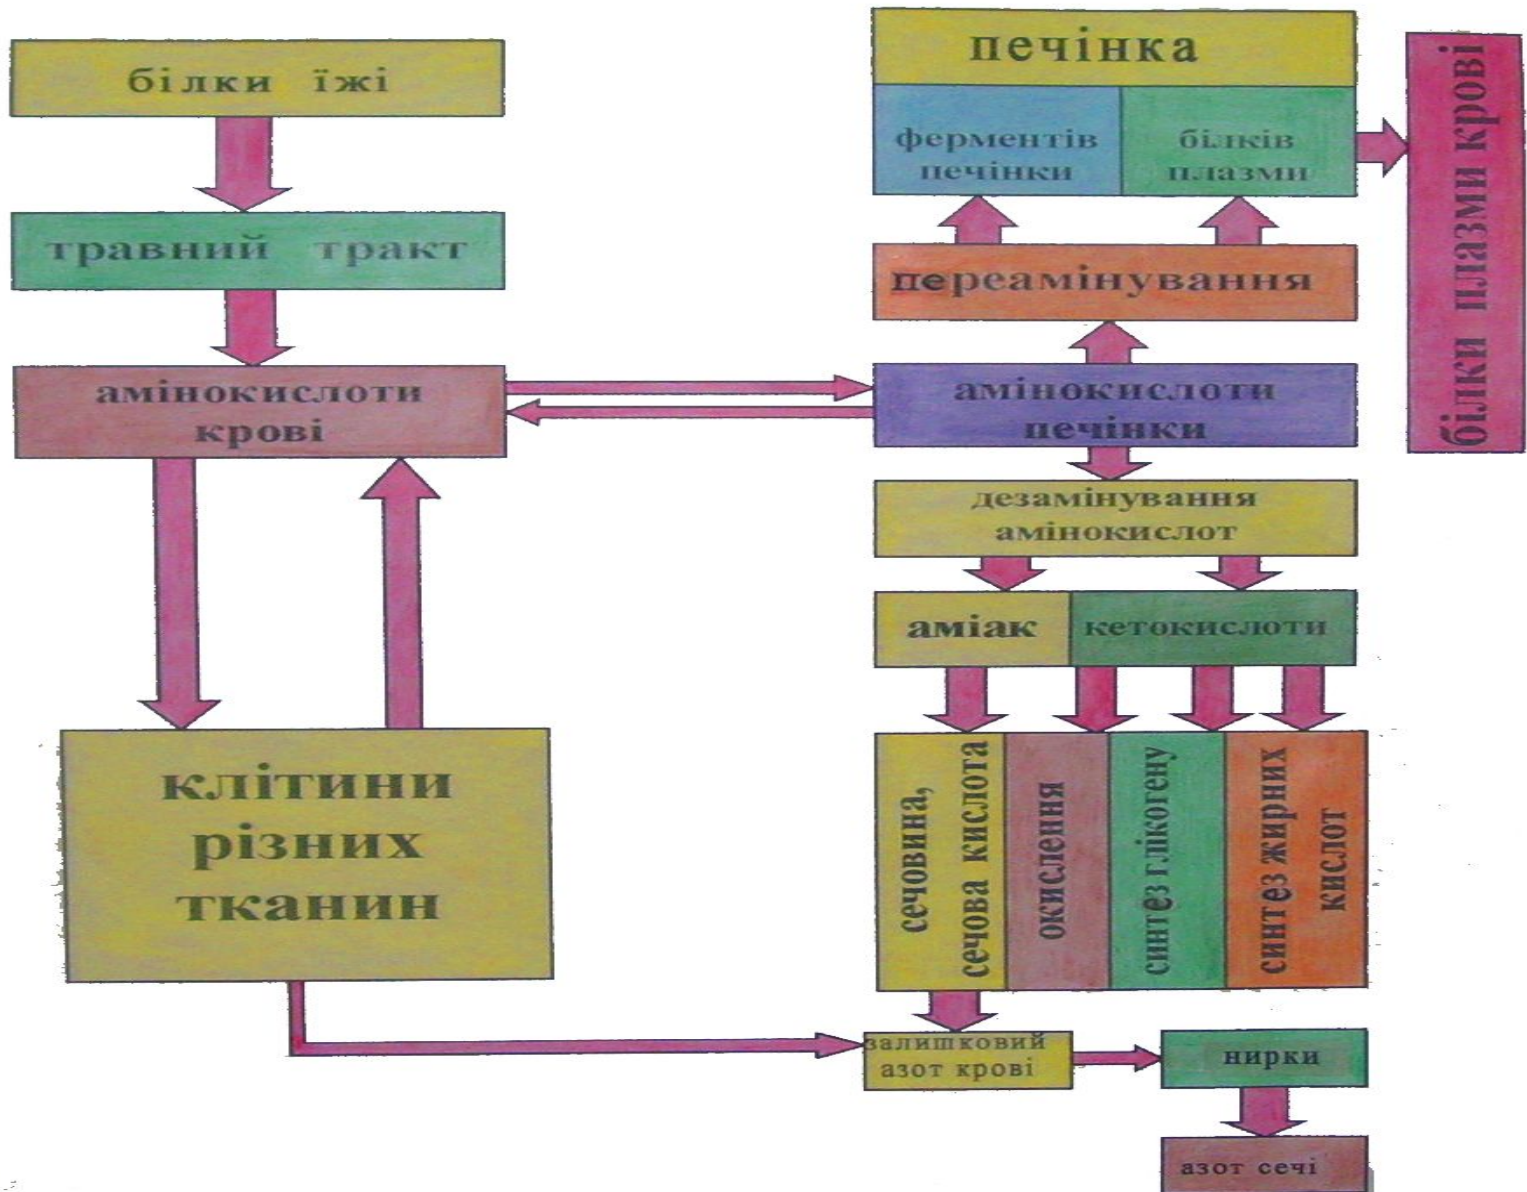 білки їжі
травний тракт
амінокислоти
крові
клітини
різних
тканин
печінка
ферментів
печінки
білків
плазми
білки плазми крові
переамінування
амінокислоти
печінки
дезамінування
амінокислот
аміак
кетокислоти
сечовина,
сечова кислота
окислення
синтез глікогену
синтез жирних
кислот
залишковий
азот крові
нирки
азот сечі